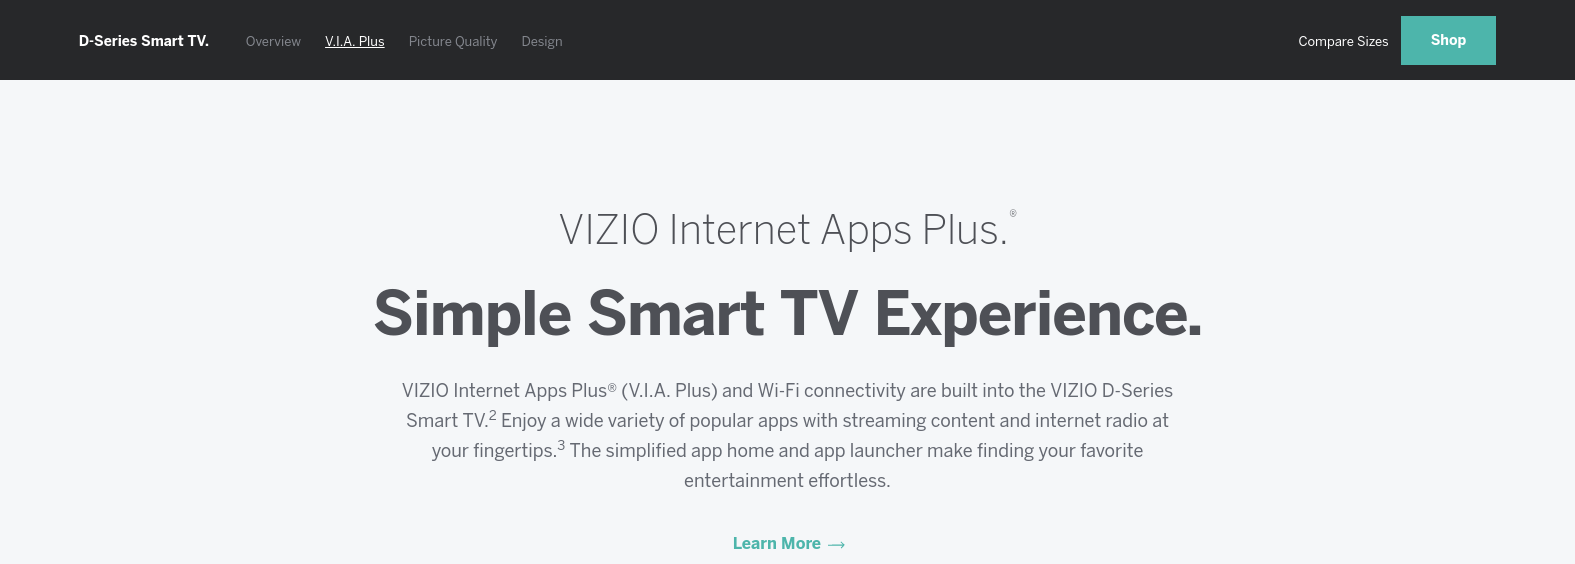 D-Series Smart TV. Overview V.I.A. Plus Picture Quality Design Compare Sizes Shop
VIZIO Internet Apps Plus.®
Simple Smart TV Experience.
VIZIO Internet Apps Plus® (V.I.A. Plus) and Wi-Fi connectivity are built into the VIZIO D-Series
Smart TV.2 Enjoy a wide variety of popular apps with streaming content and internet radio at
your fingertips.3 The simplified app home and app launcher make finding your favorite
entertainment effortless.
Learn More →